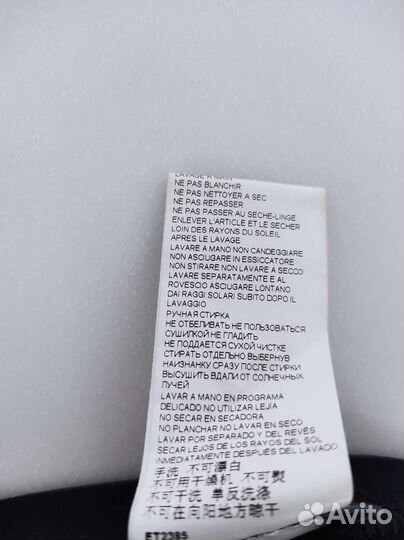 LAVAGE A MAIN
NE PAS BLANCHIR
NE PAS NETTOYER A SEC
NE PAS REPASSER
NE PAS PASSER AU SECHE-LINGE
ENLEVER L'ARTICLE ET LE SECHER
LOIN DES RAYONS DU SOLEIL
APRES LE LAVAGE
LAVARE A MANO NON CANDEGGIARE
NON ASCIUGARE IN ESSICCATORE
NON STIRARE NON LAVARE A SECCO
LAVARE SEPARATAMENTE E AL
ROVESCIO ASCIUGARE LONTANO
DAI RAGGI SOLARI SUBITO DOPO IL
LAVAGGIO
РУЧНАЯ СТИРКА
НЕ ОТБЕЛИВАТЬ НЕ ПОЛЬЗОВАТЬСЯ
СУШИЛКОЙ НЕ ГЛАДИТЬ
НЕ ПОДДАЕТСЯ СУХОЙ ЧИСТКЕ
СТИРАТЬ ОТДЕЛЬНО ВЫВЕРНУВ
НАИЗНАНКУ СРАЗУ ПОСЛЕ СТИРКИ
ВЫСУШИТЬ ВДАЛИ ОТ СОЛНЕЧНЫХ
ЛУЧЕЙ
LAVAR A MANO EN PROGRAMA
DELICADO NO UTILIZAR LEJÍA
NO SECAR EN SECADORA
NO PLANCHAR NO LAVAR EN SECO
LAVAR POR SEPARADO Y DEL REVÉS
SECAR LEJOS DE LOS RAYOS DEL SOL
INMEDIATAMENTE DESPUÉS DEL LAVADO
手洗 不可漂白
不可用干燥机 不可熨
不可干洗 单反洗涤
不可在向阳地方晾干
ET2385
Avito